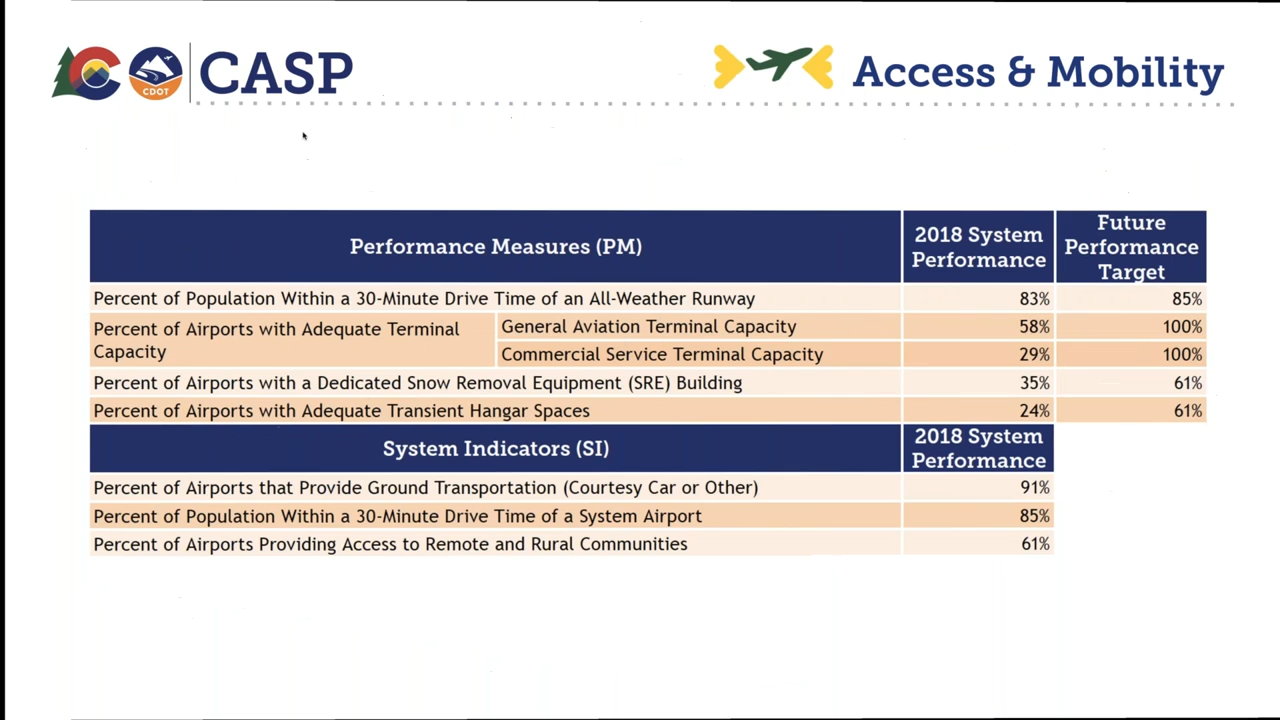 CDOT
CASP
Access & Mobility
Performance Measures (PM)
2018 System
Performance
Future
Performance
Target
Percent of Population Within a 30-Minute Drive Time of an All-Weather Runway
83%
85%
Percent of Airports with Adequate Terminal
Capacity
General Aviation Terminal Capacity
58%
100%
Commercial Service Terminal Capacity
29%
100%
Percent of Airports with a Dedicated Snow Removal Equipment (SRE) Building
35%
61%
Percent of Airports with Adequate Transient Hangar Spaces
24%
61%
System Indicators (SI)
2018 System
Performance
Percent of Airports that Provide Ground Transportation (Courtesy Car or Other)
91%
Percent of Population Within a 30-Minute Drive Time of a System Airport
85%
Percent of Airports Providing Access to Remote and Rural Communities
61%